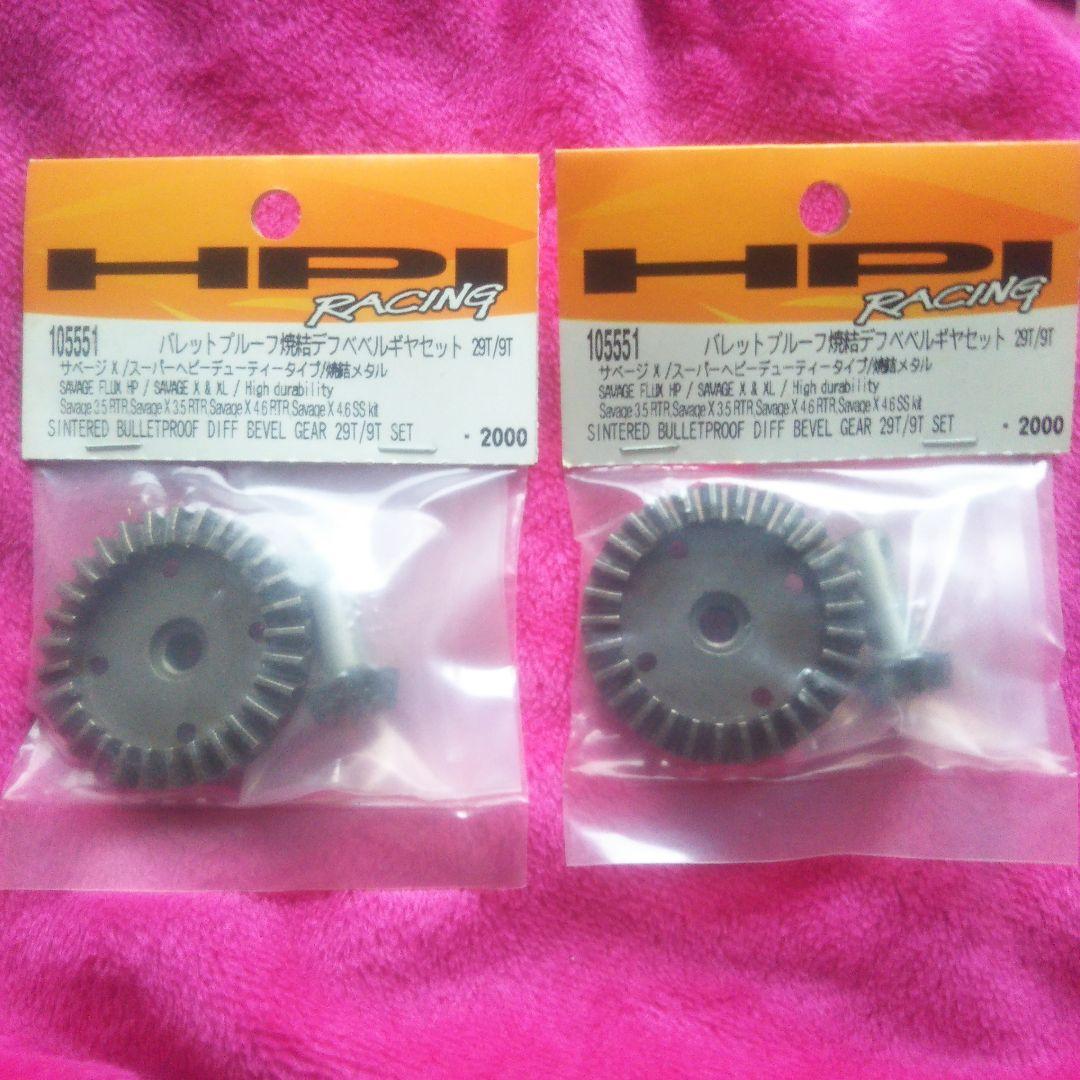 HPI
RACING
105551 バレットプルーフ焼結デフベベルギヤセット 29T/9T
サベージ X /スーパーヘビーデューティータイプ/焼結メタル
SAVAGE FLUX HP / SAVAGE X & XL / High durability
Savage 3.5 RTR.Savage X 3.5 RTR.Savage X 4.6 RTR.Savage X 4.6 SS kit
SINTERED BULLETPROOF DIFF BEVEL GEAR 29T/9T SET · 2000
HPI
RACING
105551 バレットプルーフ焼結デフベベルギヤセット 29T/9T
サベージ X /スーパーヘビーデューティータイプ/焼結メタル
SAVAGE FLUX HP / SAVAGE X & XL / High durability
Savage 3.5 RTR.Savage X 3.5 RTR.Savage X 4.6 RTR.Savage X 4.6 SS kit
SINTERED BULLETPROOF DIFF BEVEL GEAR 29T/9T SET · 2000